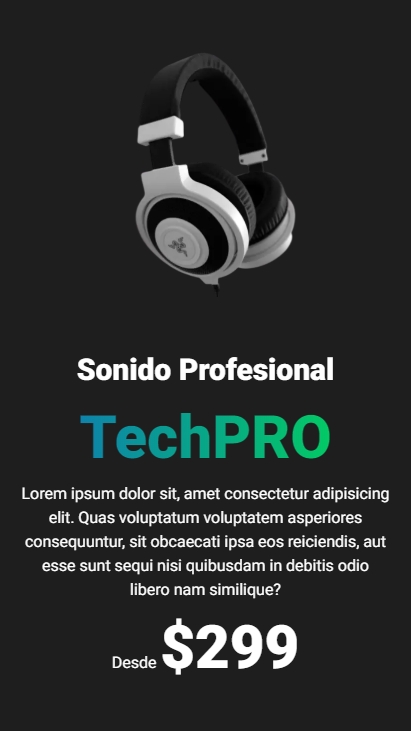 Sonido Profesional
TechPRO
Lorem ipsum dolor sit, amet consectetur adipisicing
elit. Quas voluptatum voluptatem asperiores
consequuntur, sit obcaecati ipsa eos reiciendis, aut
esse sunt sequi nisi quibusdam in debitis odio
libero nam similique?
Desde $299